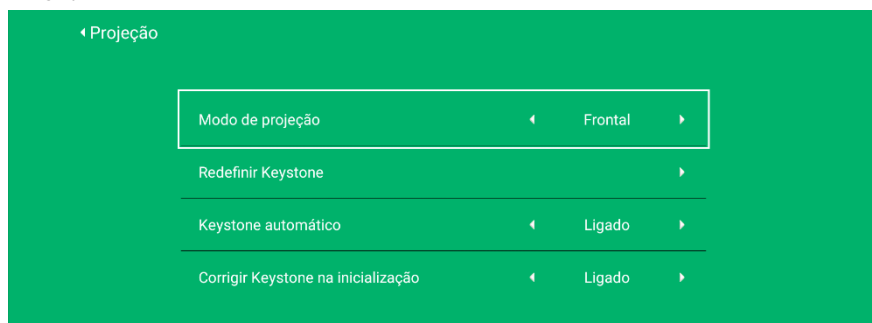 Projeção
Modo de projeção Frontal
Redefinir Keystone
Keystone automático Ligado
Corrigir Keystone na inicialização Ligado